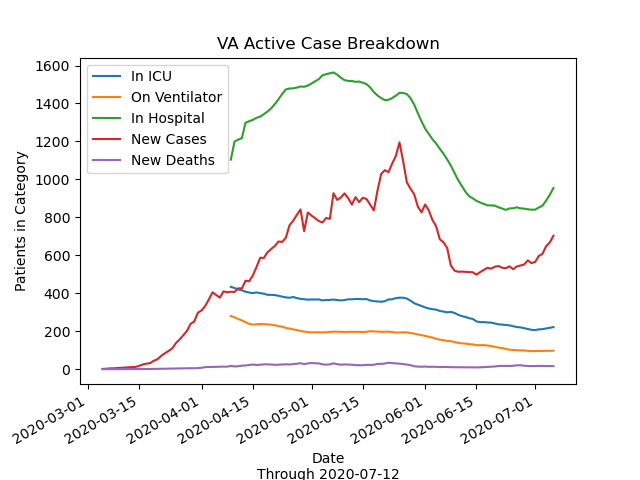 VA Active Case Breakdown
1600
1400
1200
1000
800
600
400
200
0
Patients in Category
In ICU
On Ventilator
In Hospital
New Cases
New Deaths
2020-03-01
2020-03-15
2020-04-01
2020-04-15
2020-05-01
2020-05-15
2020-06-01
2020-06-15
2020-07-01
Date
Through 2020-07-12